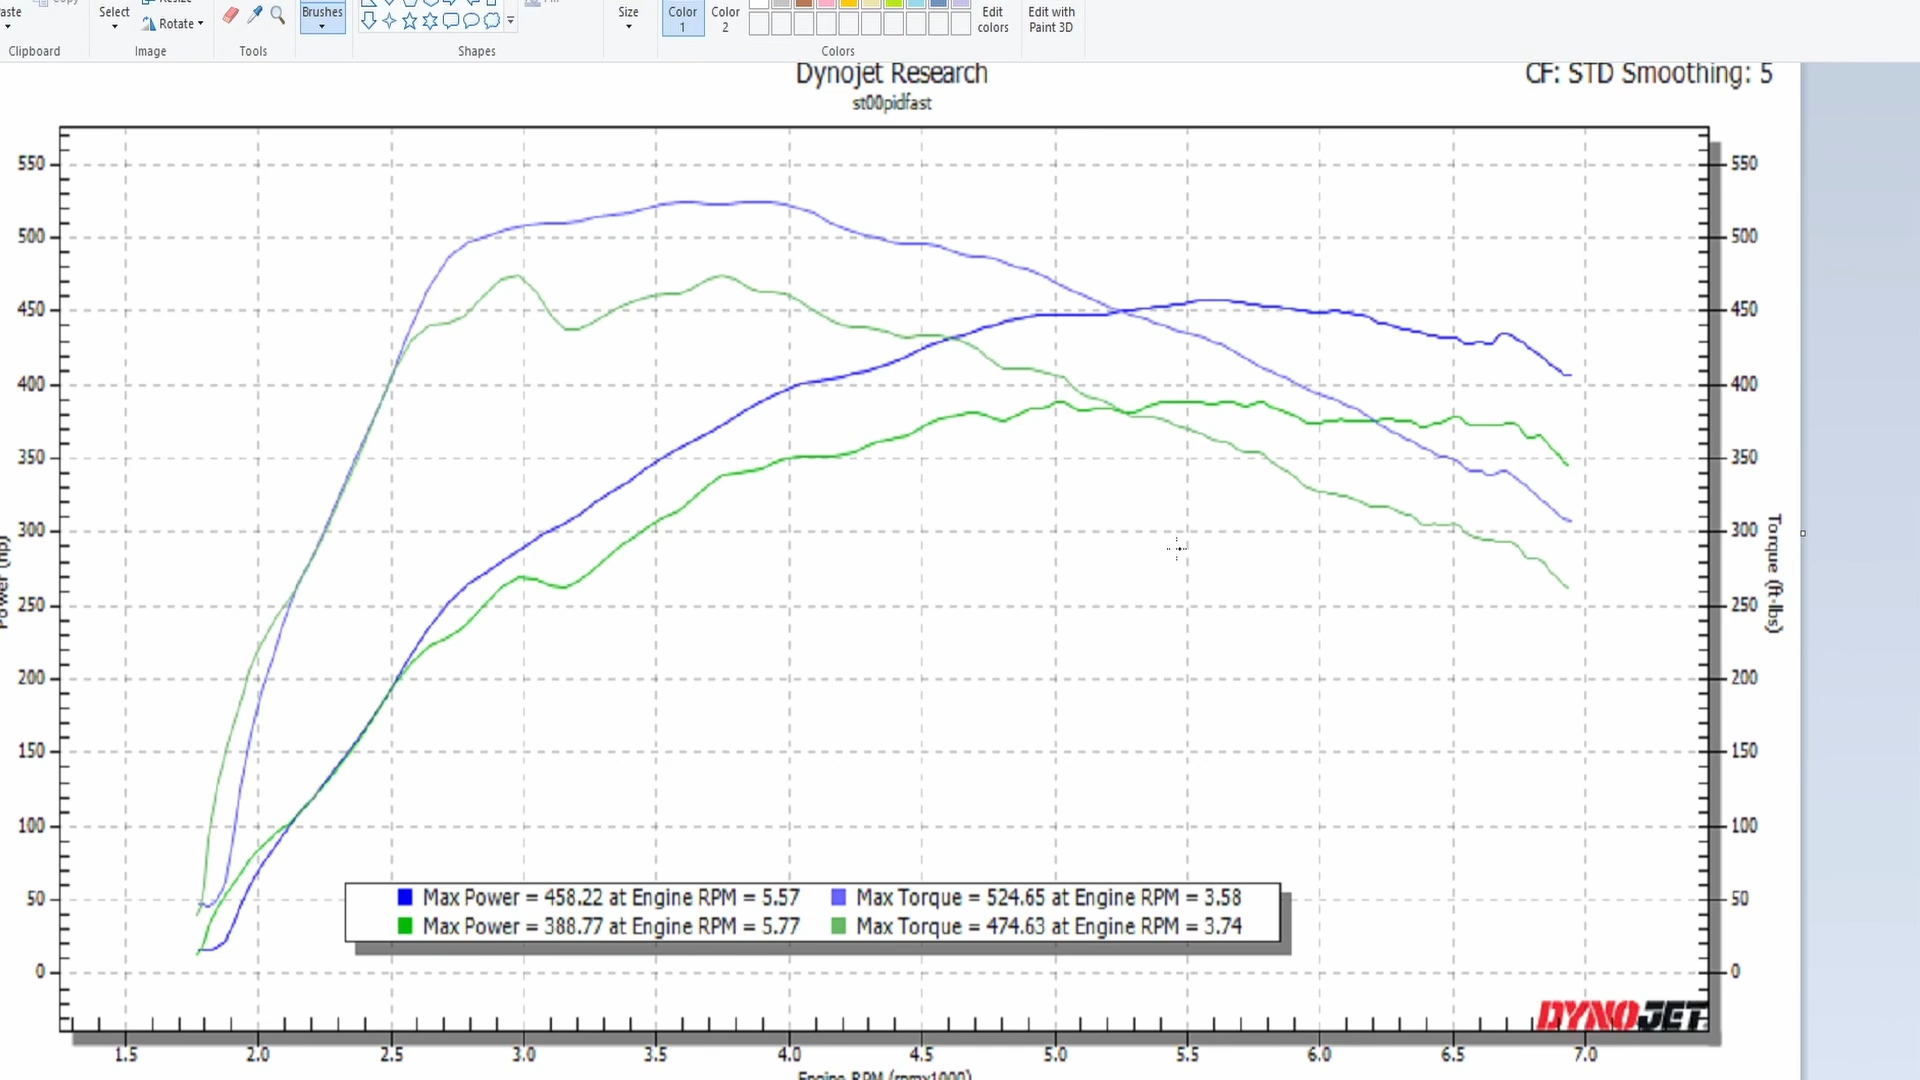 Select
Rotate
Brushes
Size
Color
1
Color
2
Edit
colors
Edit with
Paint 3D
Clipboard
Image
Tools
Shapes
Colors
Dynojet Research
CF: STD Smoothing: 5
st00pidfast
550
500
450
400
350
300
250
200
150
100
50
0
550
500
450
400
350
300
250
200
150
100
50
0
Power (hp)
Torque (ft-lbs)
Max Power = 458.22 at Engine RPM = 5.57
Max Torque = 524.65 at Engine RPM = 3.58
Max Power = 388.77 at Engine RPM = 5.77
Max Torque = 474.63 at Engine RPM = 3.74
DYNOJET
1.5 2.0 2.5 3.0 3.5 4.0 4.5 5.0 5.5 6.0 6.5 7.0
Engine RPM (rpmx1000)